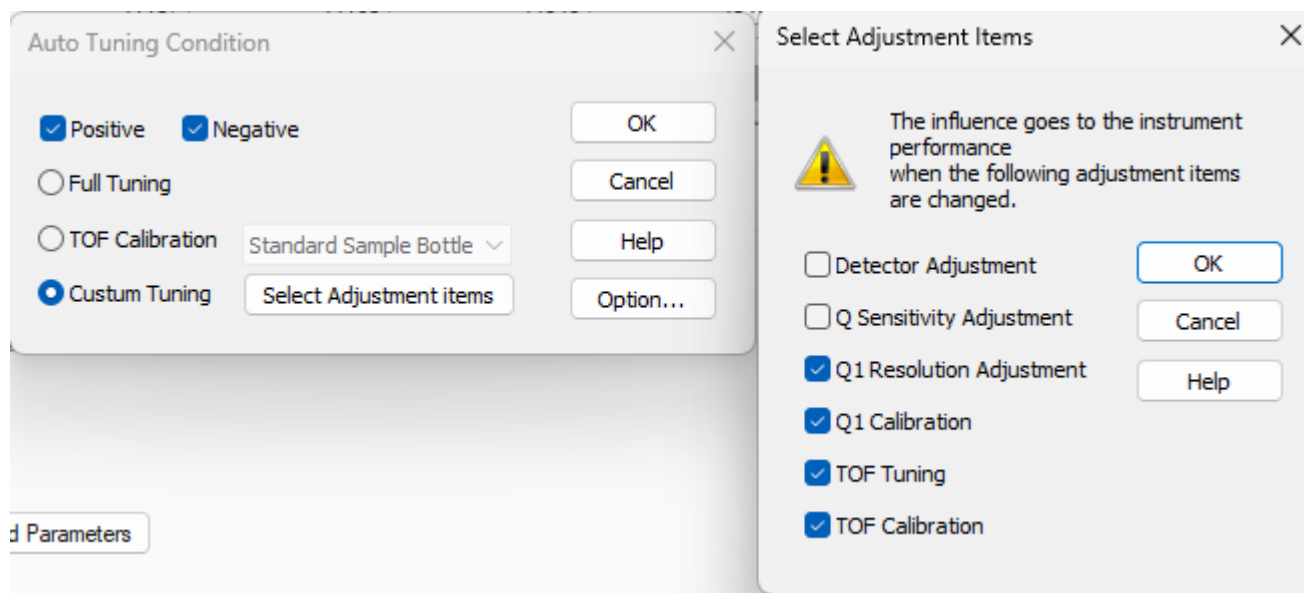 Auto Tuning Condition
Positive
Negative
OK
Full Tuning
Cancel
TOF Calibration
Standard Sample Bottle
Help
Custum Tuning
Select Adjustment items
Option...
d Parameters
Select Adjustment Items
The influence goes to the instrument
performance
when the following adjustment items
are changed.
Detector Adjustment
OK
Q Sensitivity Adjustment
Cancel
Q1 Resolution Adjustment
Help
Q1 Calibration
TOF Tuning
TOF Calibration